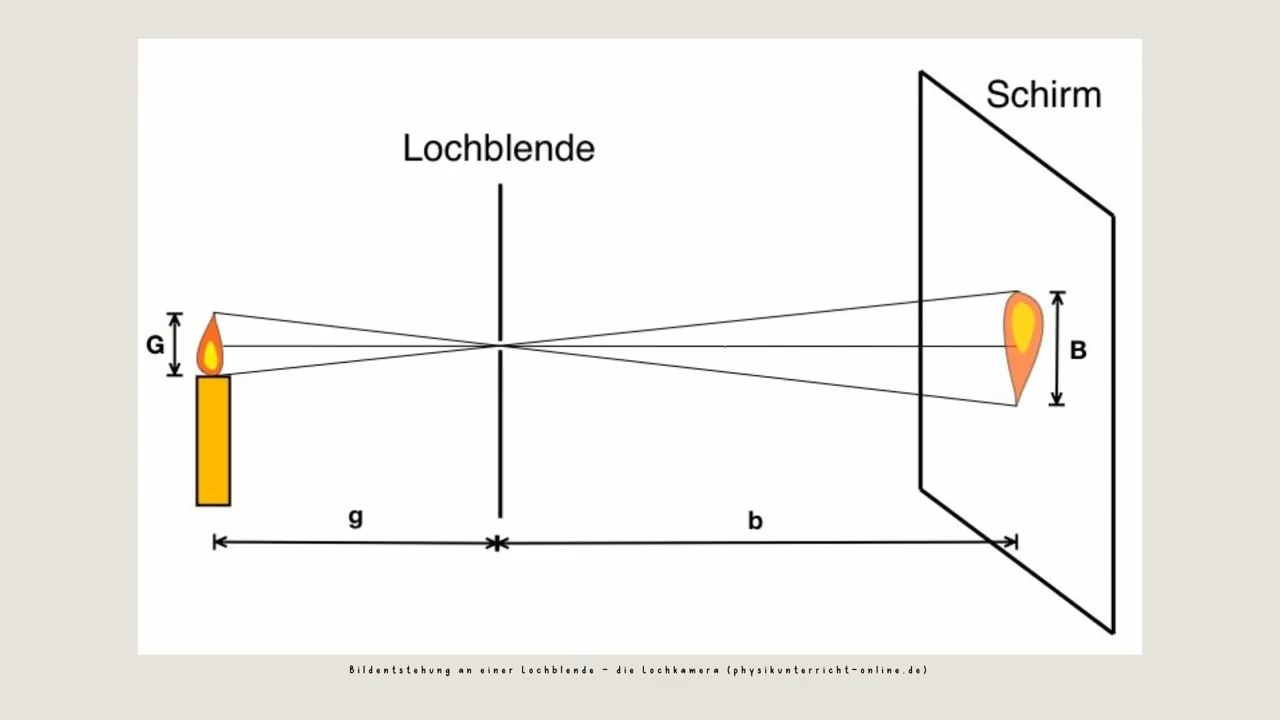 Schirm
Lochblende
G
B
g
b
Bildentstehung an einer Lochblende – die Lochkamera (physikunterricht-online.de)